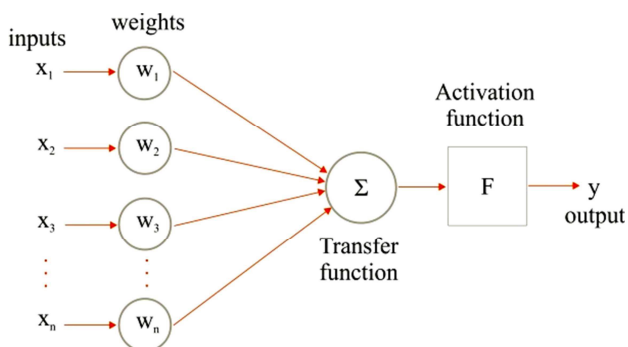 weights
inputs
x₁
w₁
x₂
w₂
x₃
w₃
xₙ
wₙ
Σ
Transfer
function
Activation
function
F
y
output